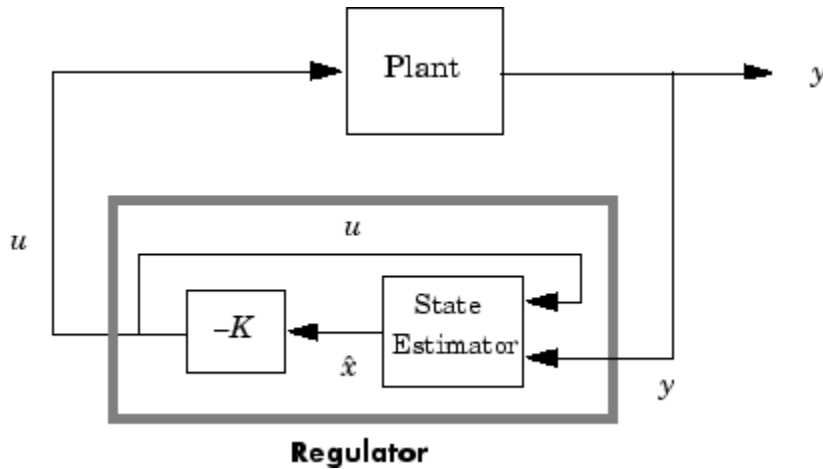 Plant
y
u
u
State
Estimator
–K
x̂
y
Regulator